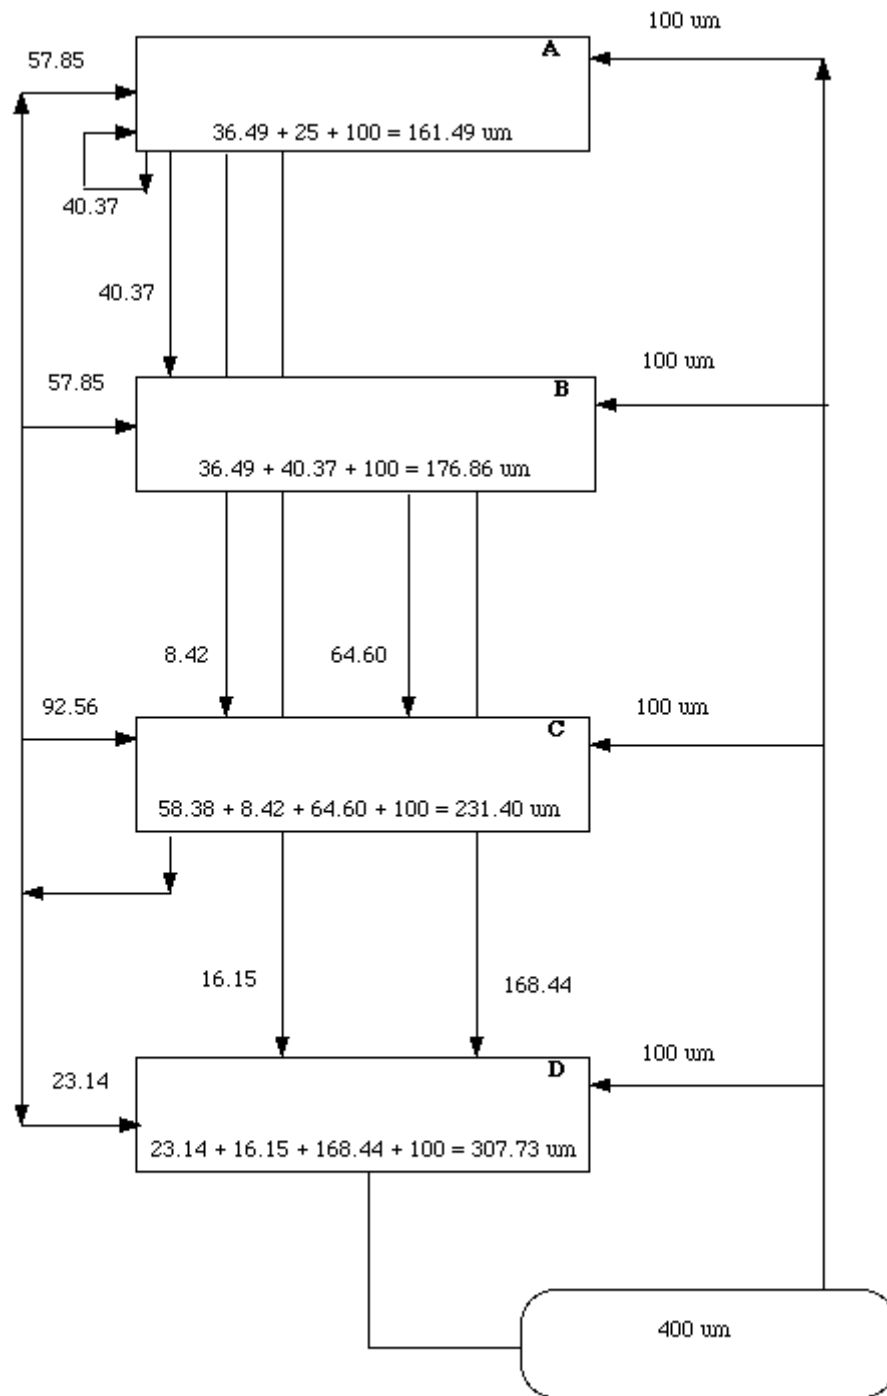 100 um
A
57.85
36.49 + 25 + 100 = 161.49 um
40.37
40.37
100 um
57.85
B
36.49 + 40.37 + 100 = 176.86 um
8.42
64.60
92.56
100 um
C
58.38 + 8.42 + 64.60 + 100 = 231.40 um
16.15
168.44
100 um
D
23.14
23.14 + 16.15 + 168.44 + 100 = 307.73 um
400 um